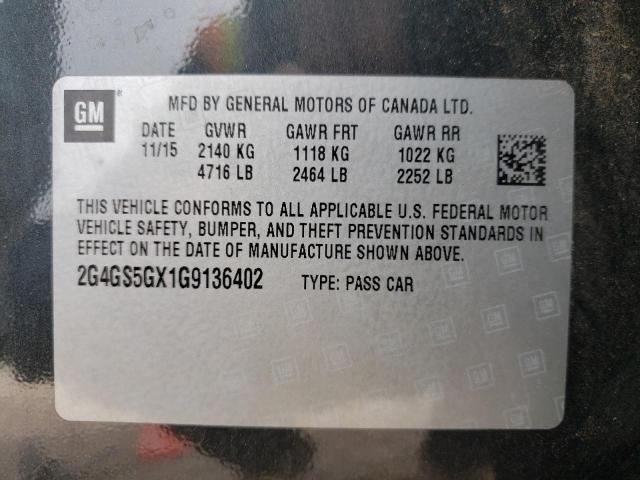 GM ®
MFD BY GENERAL MOTORS OF CANADA LTD.
DATE GVWR GAWR FRT GAWR RR
11/15 2140 KG 1118 KG 1022 KG
4716 LB 2464 LB 2252 LB
THIS VEHICLE CONFORMS TO ALL APPLICABLE U.S. FEDERAL MOTOR
VEHICLE SAFETY, BUMPER, AND THEFT PREVENTION STANDARDS IN
EFFECT ON THE DATE OF MANUFACTURE SHOWN ABOVE.
2G4GS5GX1G9136402 TYPE: PASS CAR